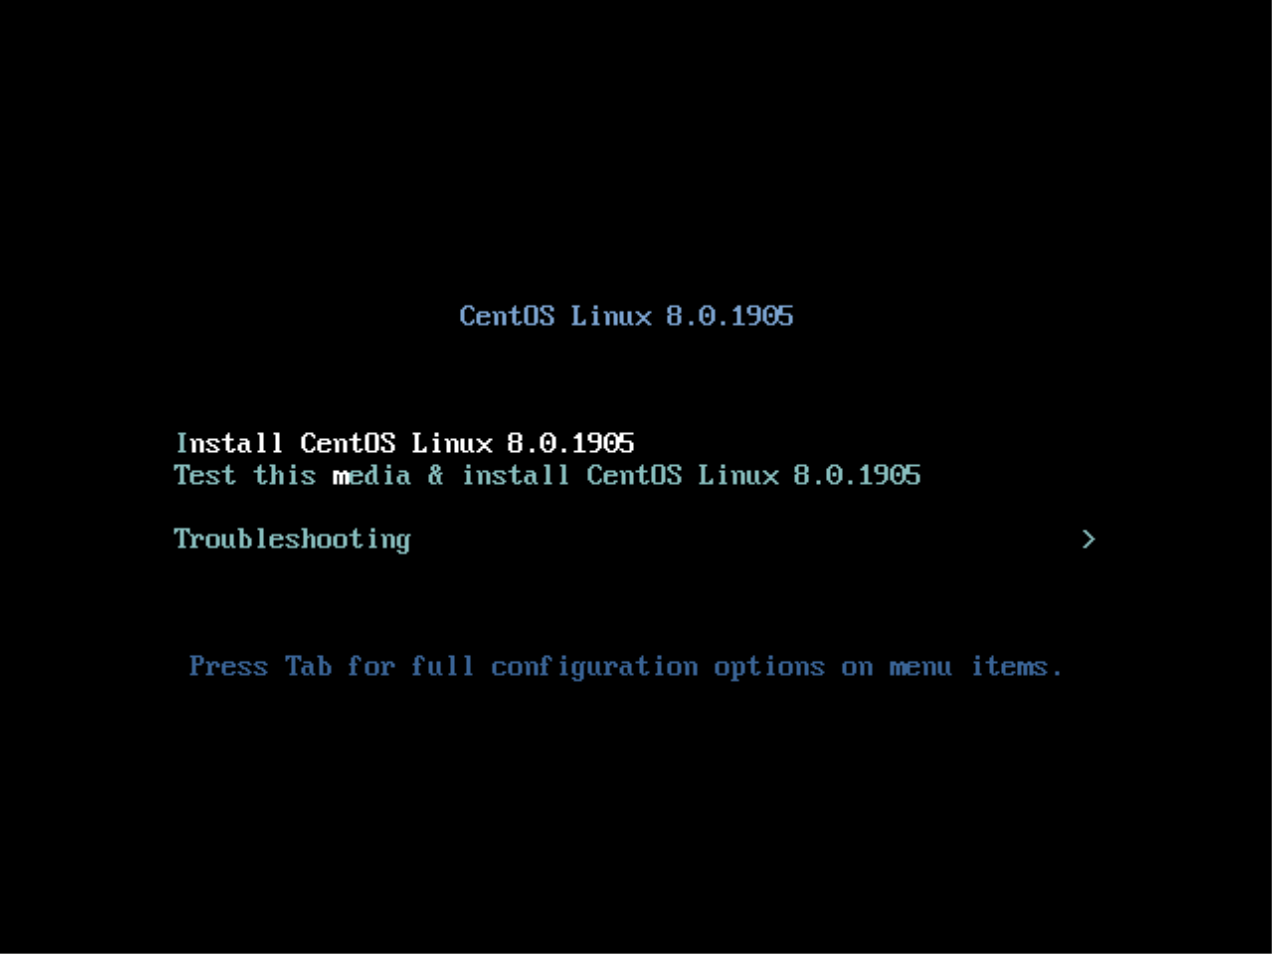 CentOS Linux 8.0.1905
Install CentOS Linux 8.0.1905
Test this media & install CentOS Linux 8.0.1905
Troubleshooting >
Press Tab for full configuration options on menu items.